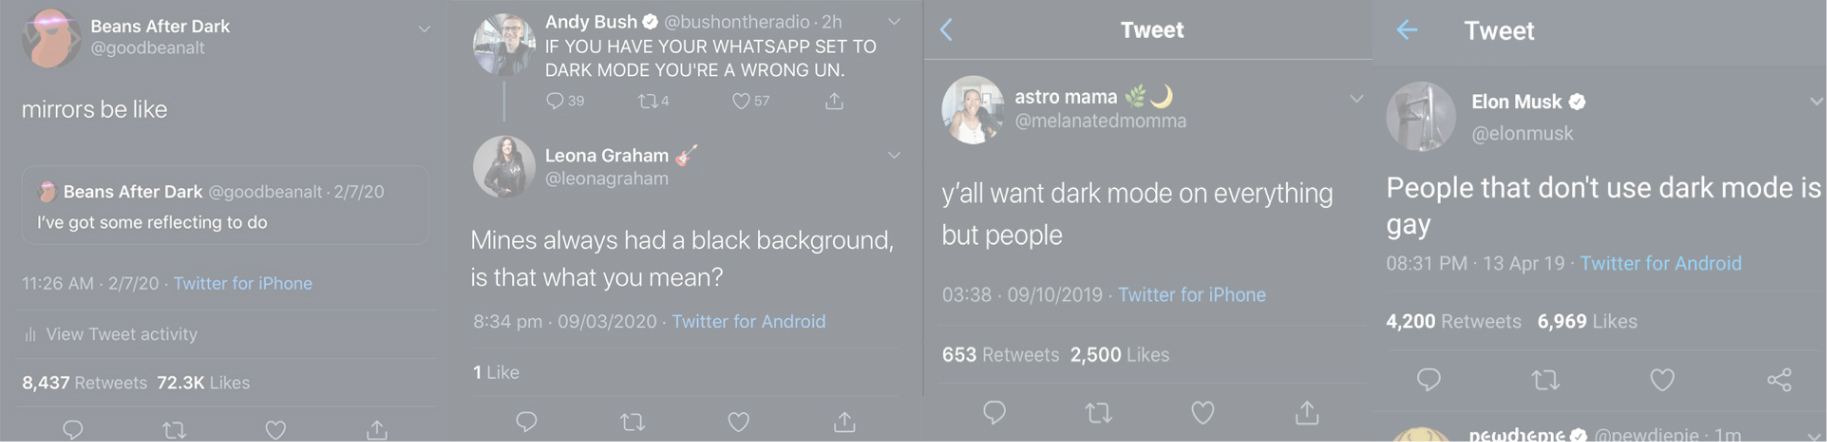 Beans After Dark
@goodbeanalt
mirrors be like
Beans After Dark @goodbeanalt · 2/7/20
I've got some reflecting to do
11:26 AM · 2/7/20 · Twitter for iPhone
View Tweet activity
8,437 Retweets 72.3K Likes
Andy Bush @bushontheradio · 2h
IF YOU HAVE YOUR WHATSAPP SET TO
DARK MODE YOU'RE A WRONG UN.
39 4 57
Leona Graham 🎸
@leonagraham
Mines always had a black background,
is that what you mean?
8:34 pm · 09/03/2020 · Twitter for Android
1 Like
Tweet
astro mama 🌿🌙
@melanatedmomma
y'all want dark mode on everything
but people
03:38 · 09/10/2019 · Twitter for iPhone
653 Retweets 2,500 Likes
Tweet
Elon Musk
@elonmusk
People that don't use dark mode is
gay
08:31 PM · 13 Apr 19 · Twitter for Android
4,200 Retweets 6,969 Likes
ρєωdιєριє @pewdiepie · 1m